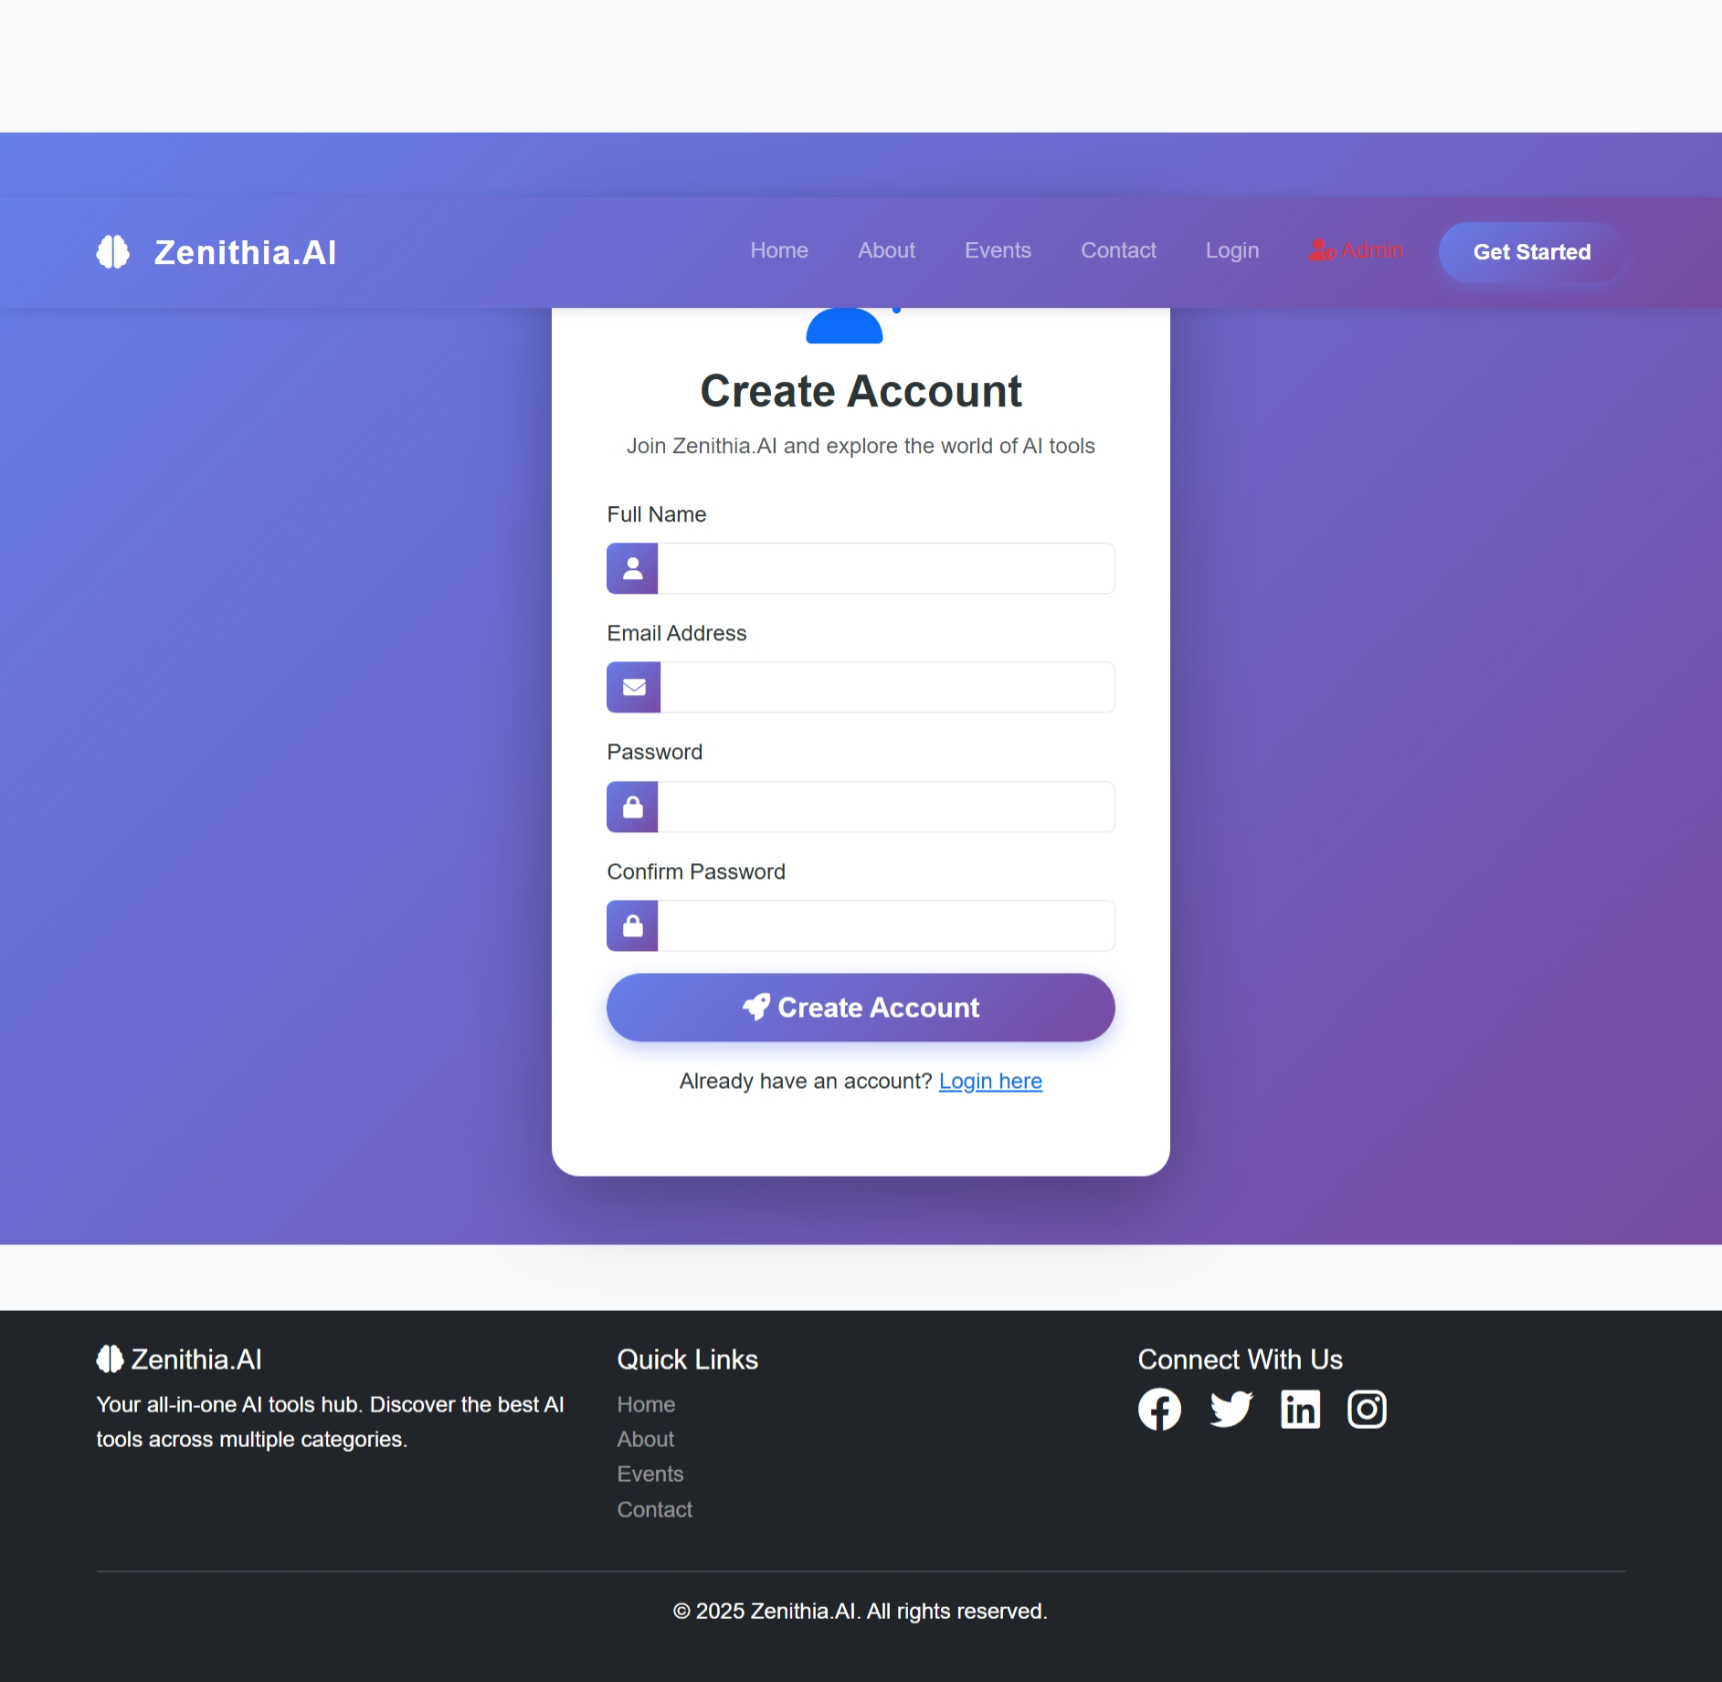 Zenithia.AI
Home
About
Events
Contact
Login
Admin
Get Started
Create Account
Join Zenithia.AI and explore the world of AI tools
Full Name
Email Address
Password
Confirm Password
Create Account
Already have an account? Login here
Zenithia.AI
Your all-in-one AI tools hub. Discover the best AI
tools across multiple categories.
Quick Links
Home
About
Events
Contact
Connect With Us
© 2025 Zenithia.AI. All rights reserved.